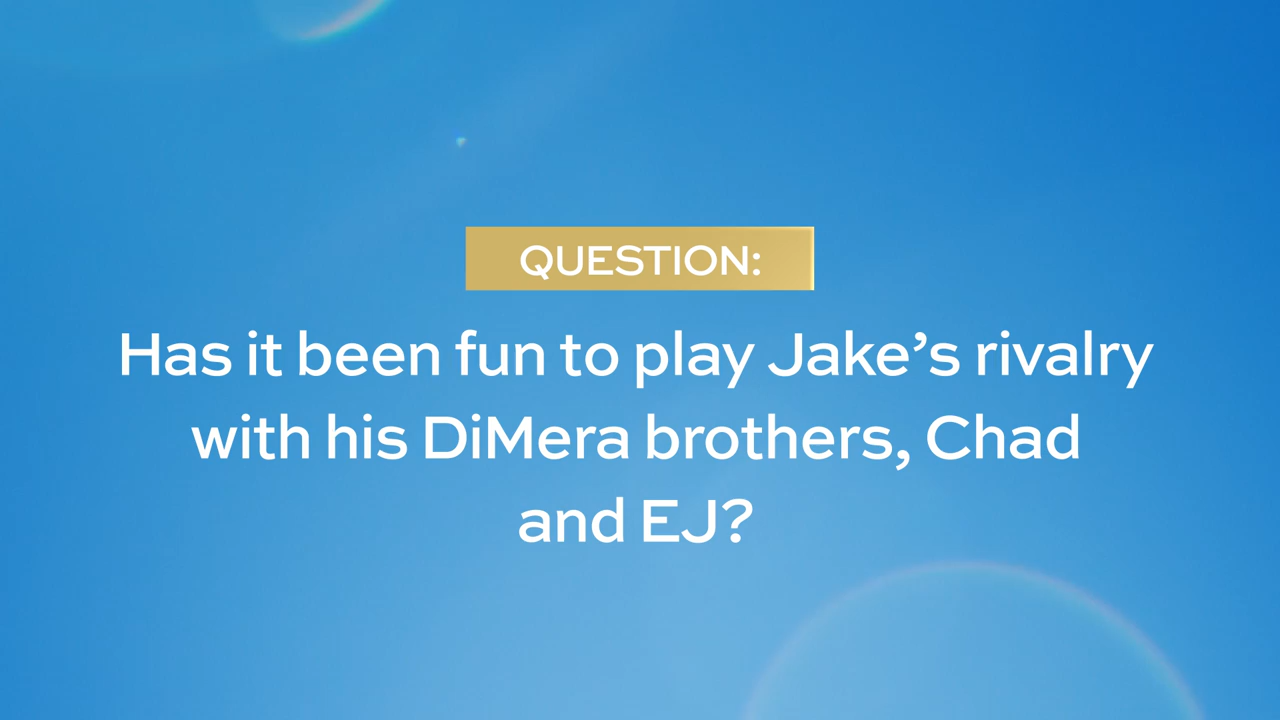 QUESTION:
Has it been fun to play Jake’s rivalry
with his DiMera brothers, Chad
and EJ?